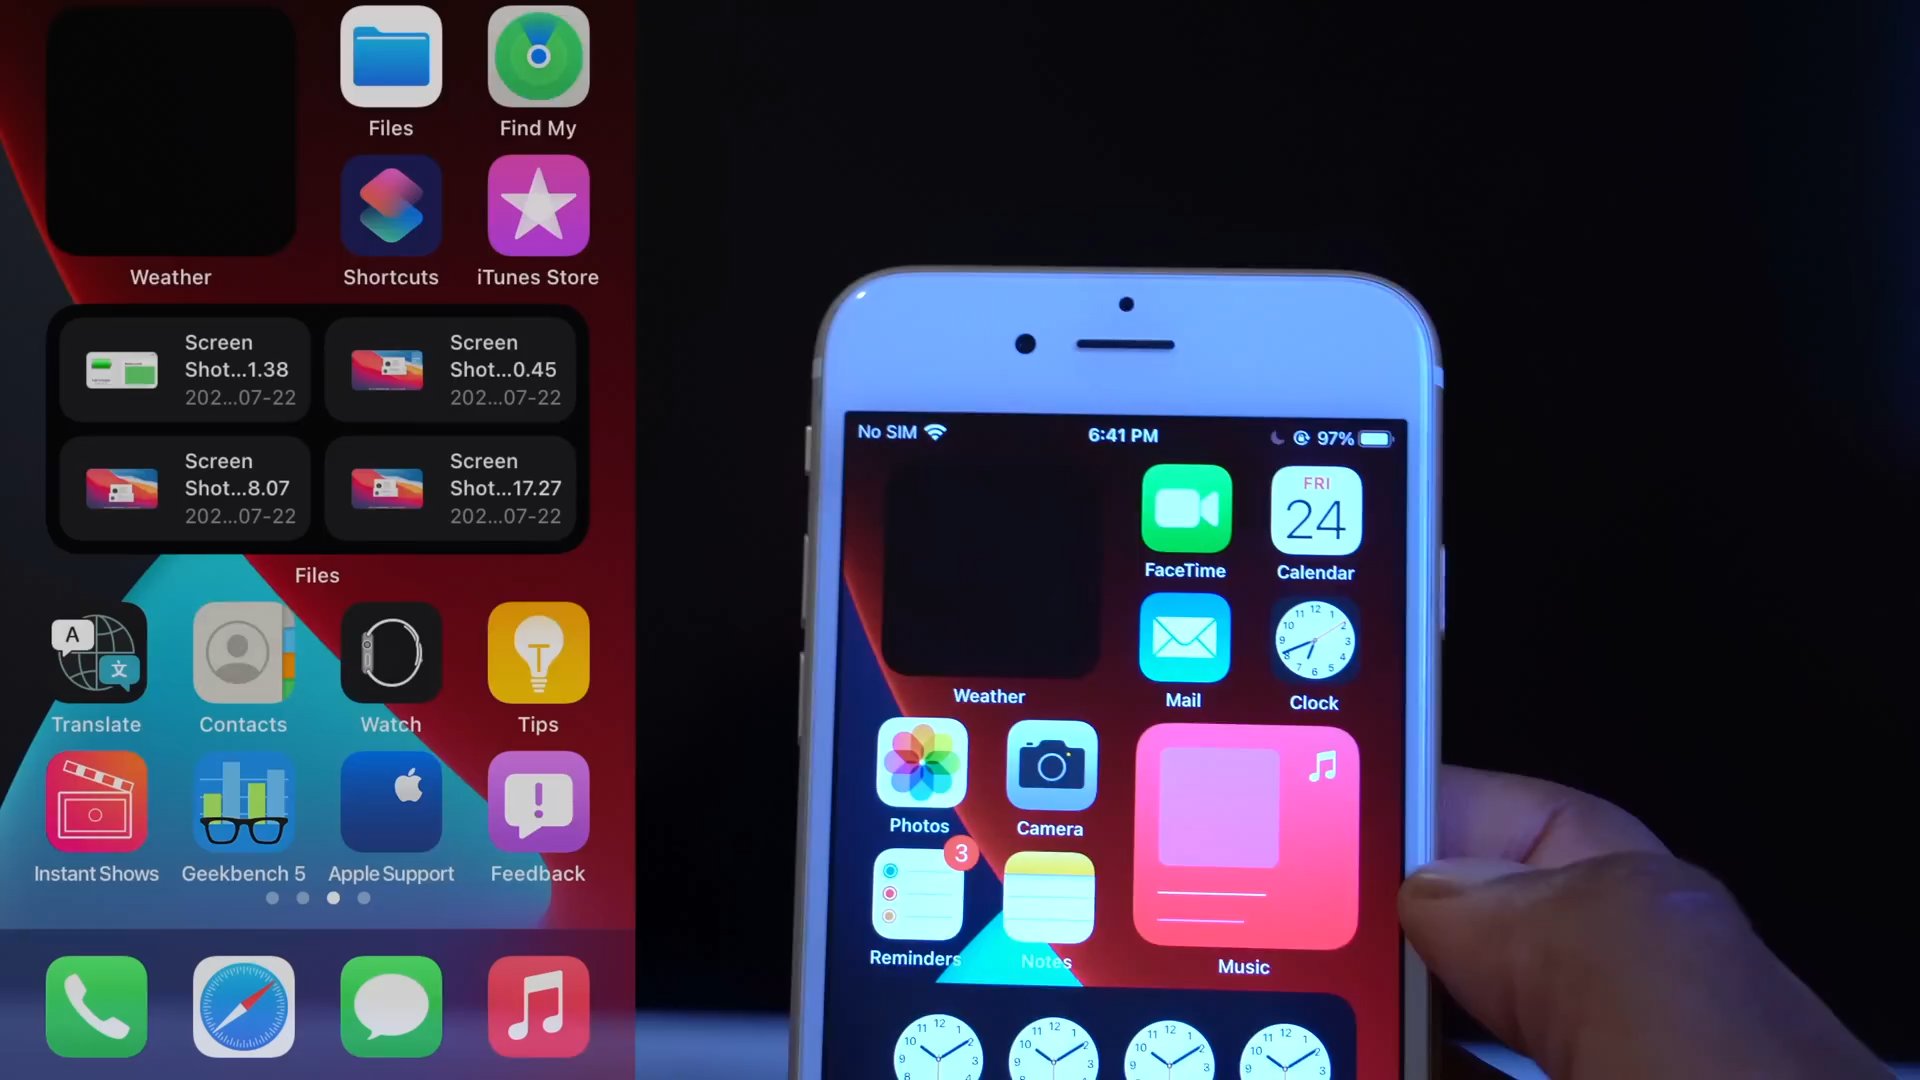 Files
Find My
Weather
Shortcuts
iTunes Store
Screen
Shot...1.38
202...07-22
Screen
Shot...0.45
202...07-22
Screen
Shot...8.07
202...07-22
Screen
Shot...17.27
202...07-22
Files
A
文
Translate
Contacts
Watch
Tips
Instant Shows
Geekbench 5
Apple Support
Feedback
No SIM
6:41 PM
97%
FaceTime
FRI
24
Calendar
Weather
Mail
Clock
Photos
Camera
3
Reminders
Notes
Music